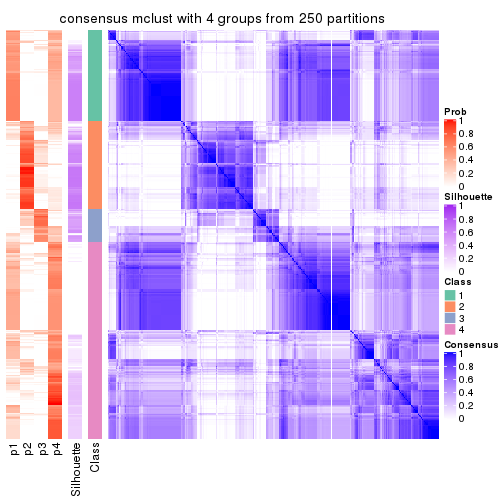 consensus mclust with 4 groups from 250 partitions
Prob
1
0.8
0.6
0.4
0.2
0
Silhouette
1
0.8
0.6
0.4
0.2
0
Class
1
2
3
4
Consensus
1
0.8
0.6
0.4
0.2
0
p1
p2
p3
p4
Silhouette
Class